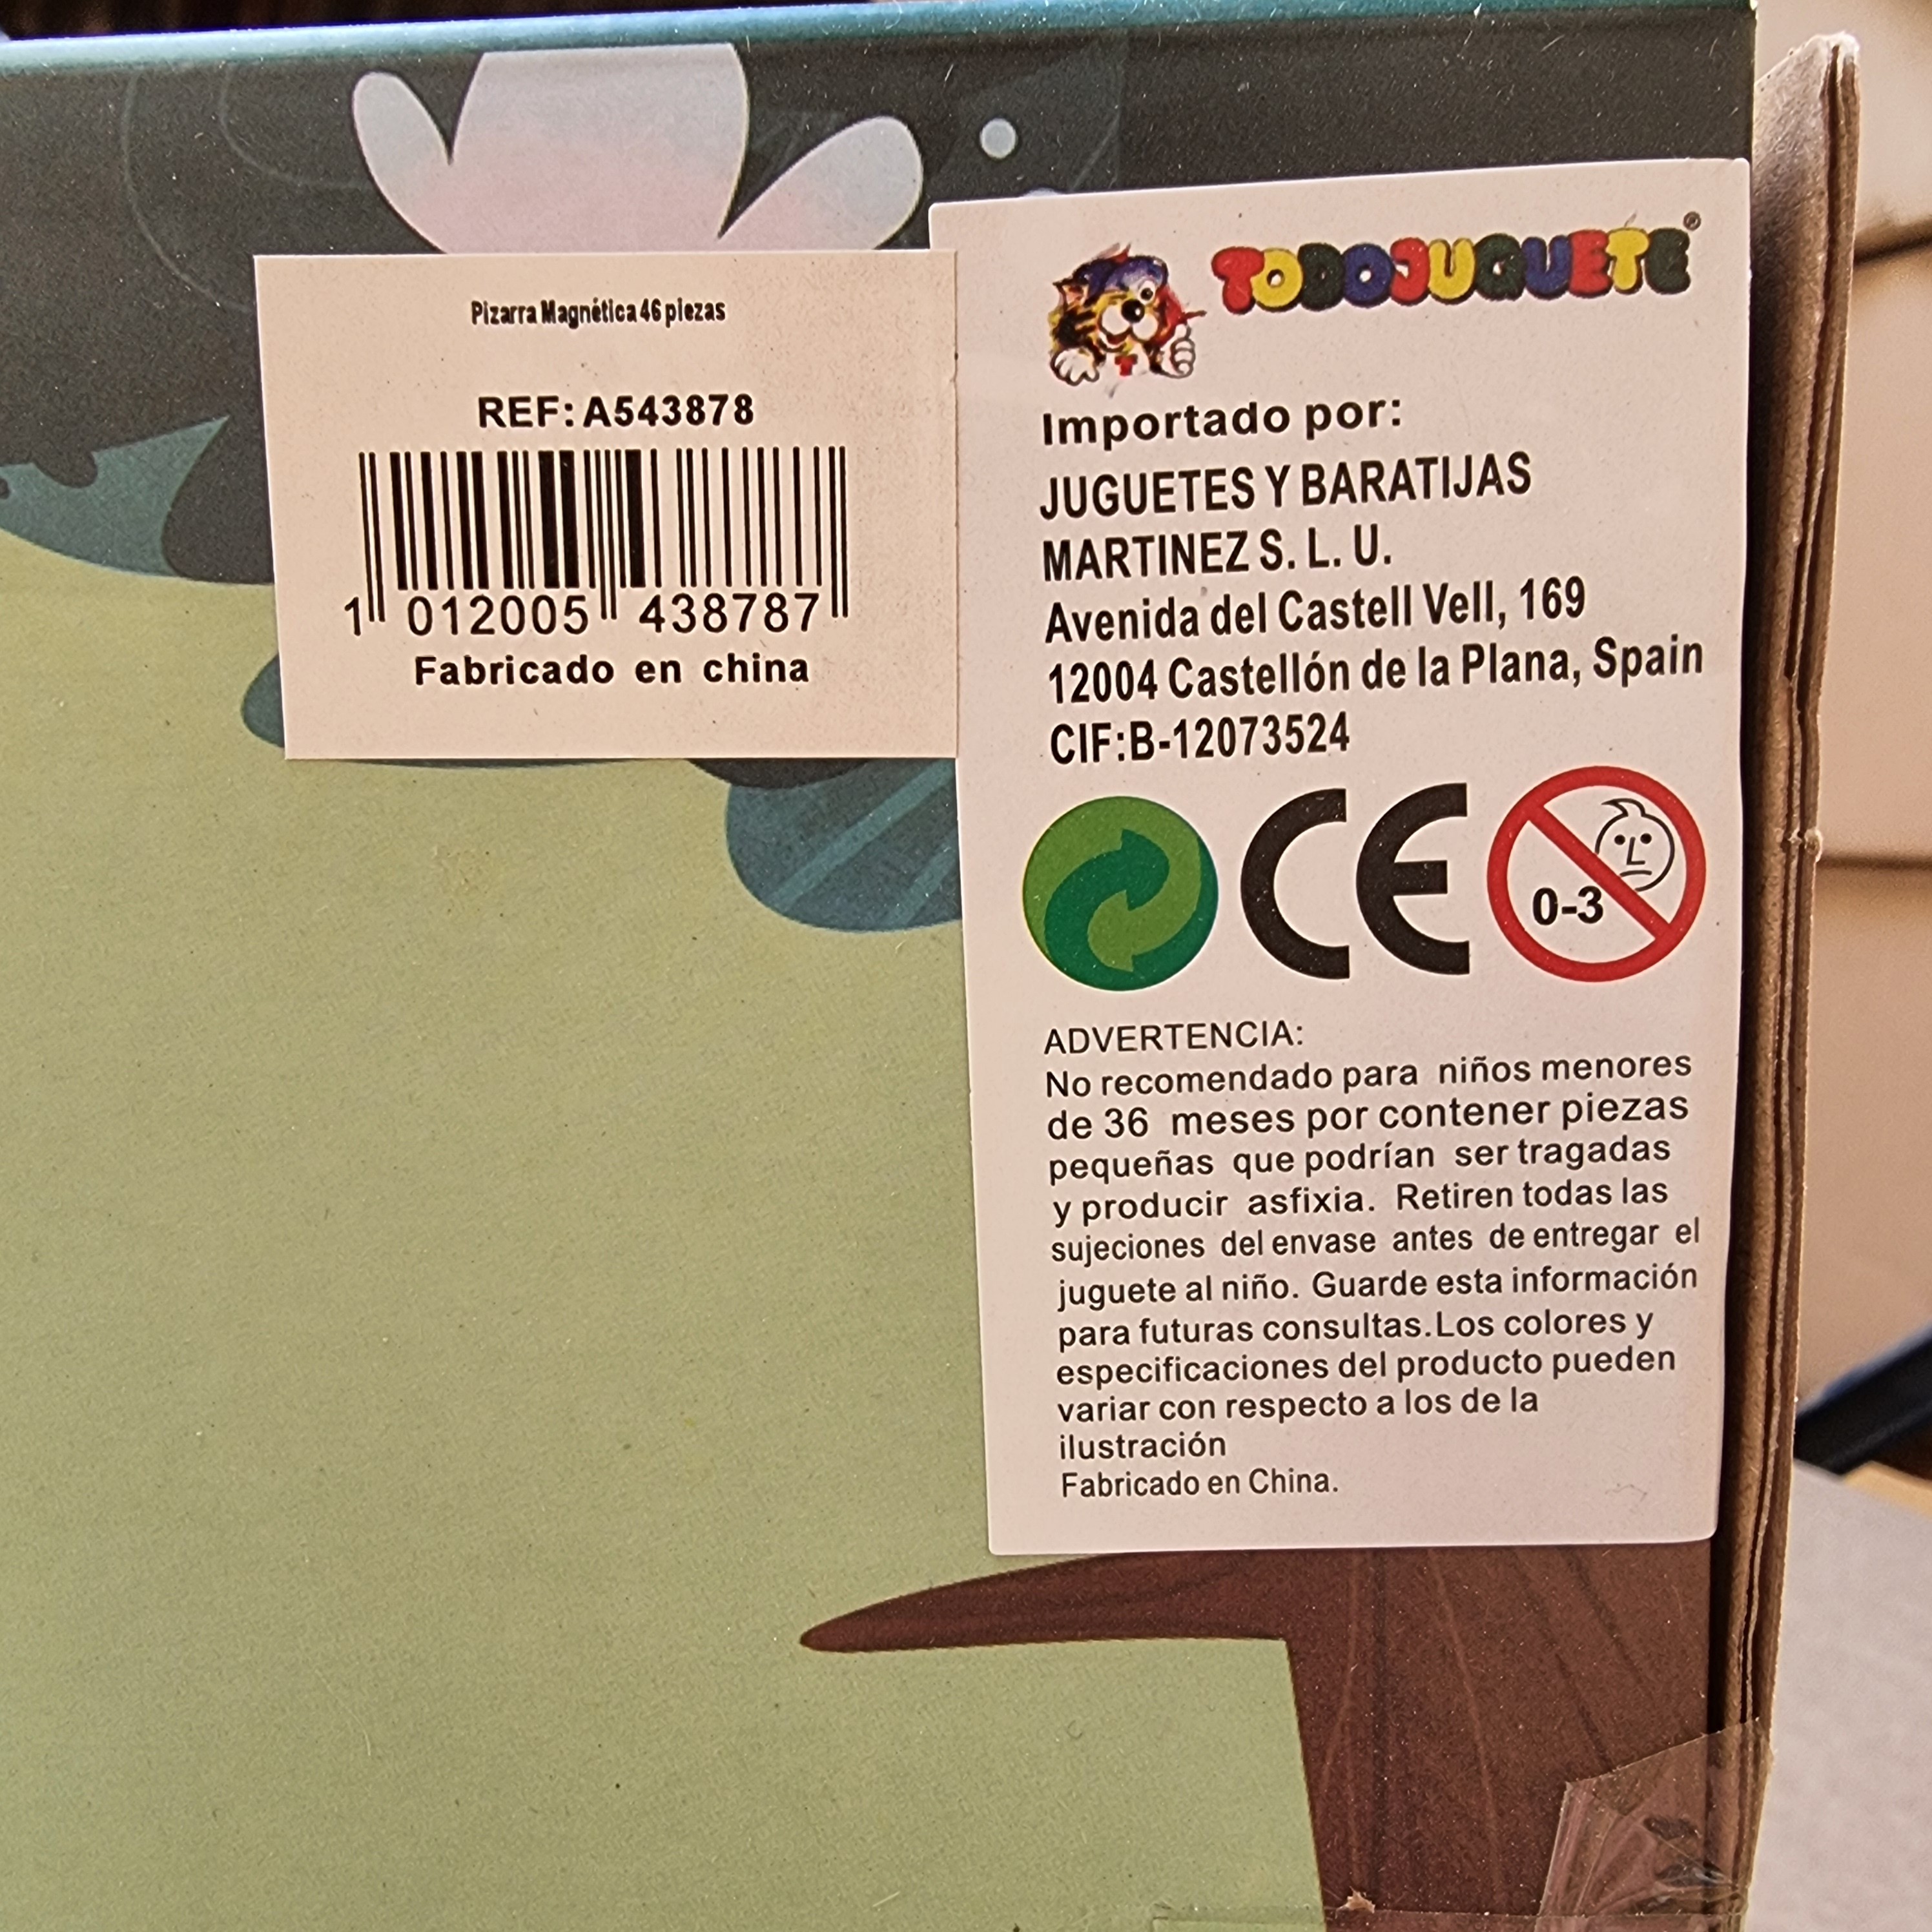 Pizarra Magnética 46 piezas
REF: A543878
1 012005 438787
Fabricado en china
TODOJUGUETE®
Importado por:
JUGUETES Y BARATIJAS
MARTINEZ S. L. U.
Avenida del Castell Vell, 169
12004 Castellón de la Plana, Spain
CIF:B-12073524
CE
0-3
ADVERTENCIA:
No recomendado para niños menores
de 36 meses por contener piezas
pequeñas que podrían ser tragadas
y producir asfixia. Retiren todas las
sujeciones del envase antes de entregar el
juguete al niño. Guarde esta información
para futuras consultas.Los colores y
especificaciones del producto pueden
variar con respecto a los de la
ilustración
Fabricado en China.